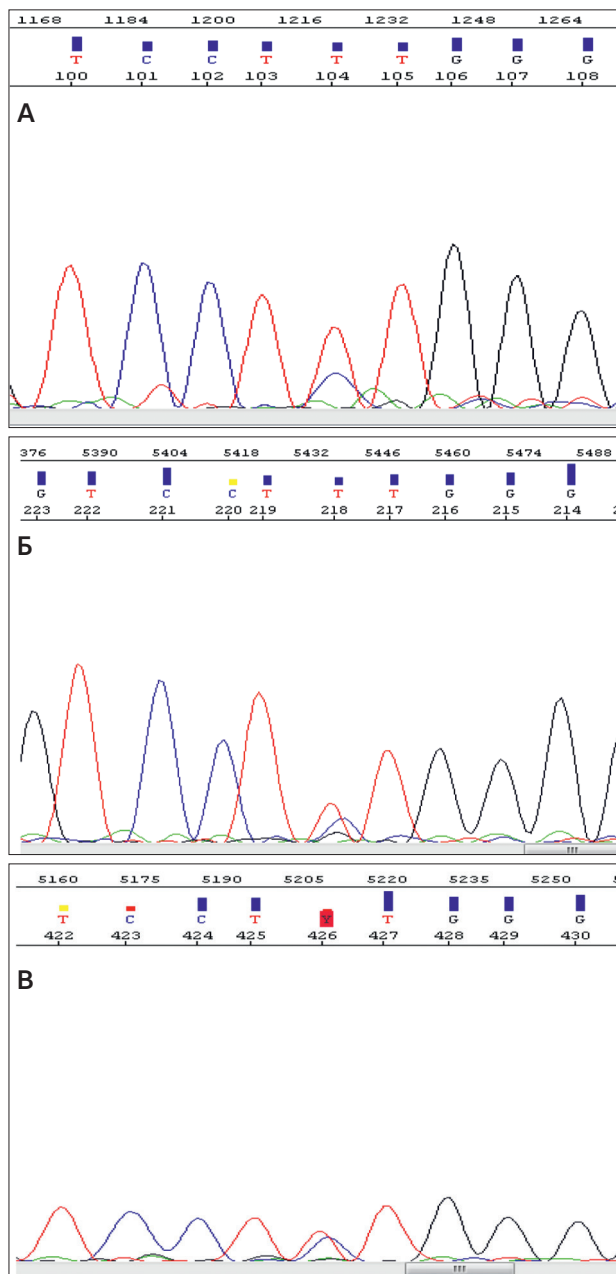 1168 1184 1200 1216 1232 1248 1264
T C C T T T G G G
100 101 102 103 104 105 106 107 108
А
376 5390 5404 5418 5432 5446 5460 5474 5488
G T C C T T T G G G
223 222 221 220 219 218 217 216 215 214 2
Б
5160 5175 5190 5205 5220 5235 5250 5
T C C T Y T G G G
422 423 424 425 426 427 428 429 430
В